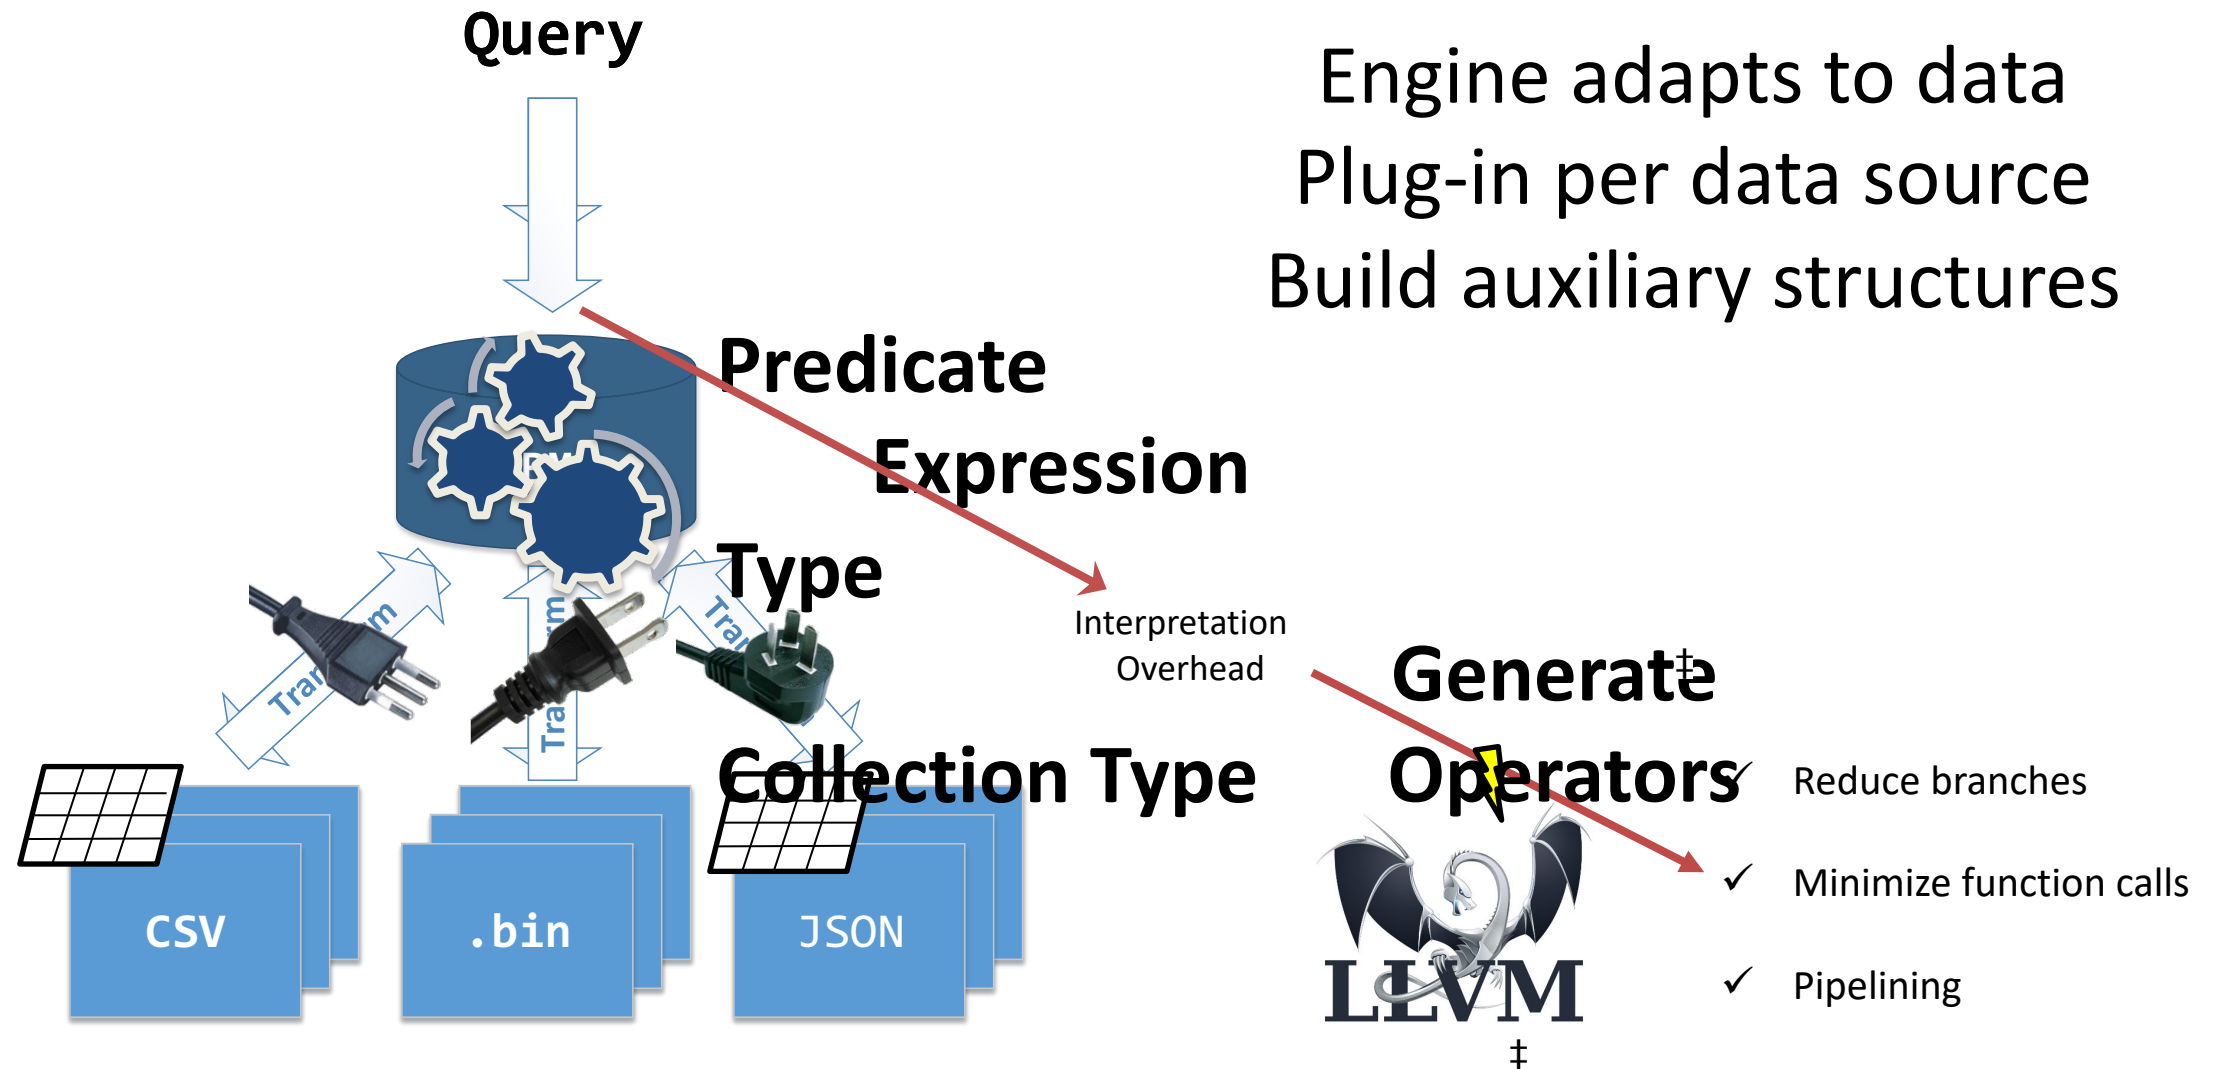 Query
Engine adapts to data
Plug-in per data source
Build auxiliary structures
Predicate
Expression
Type
Interpretation
Overhead
Generate
‡
Collection Type
Operators
✓ Reduce branches
✓ Minimize function calls
✓ Pipelining
CSV
.bin
JSON
LLVM
‡